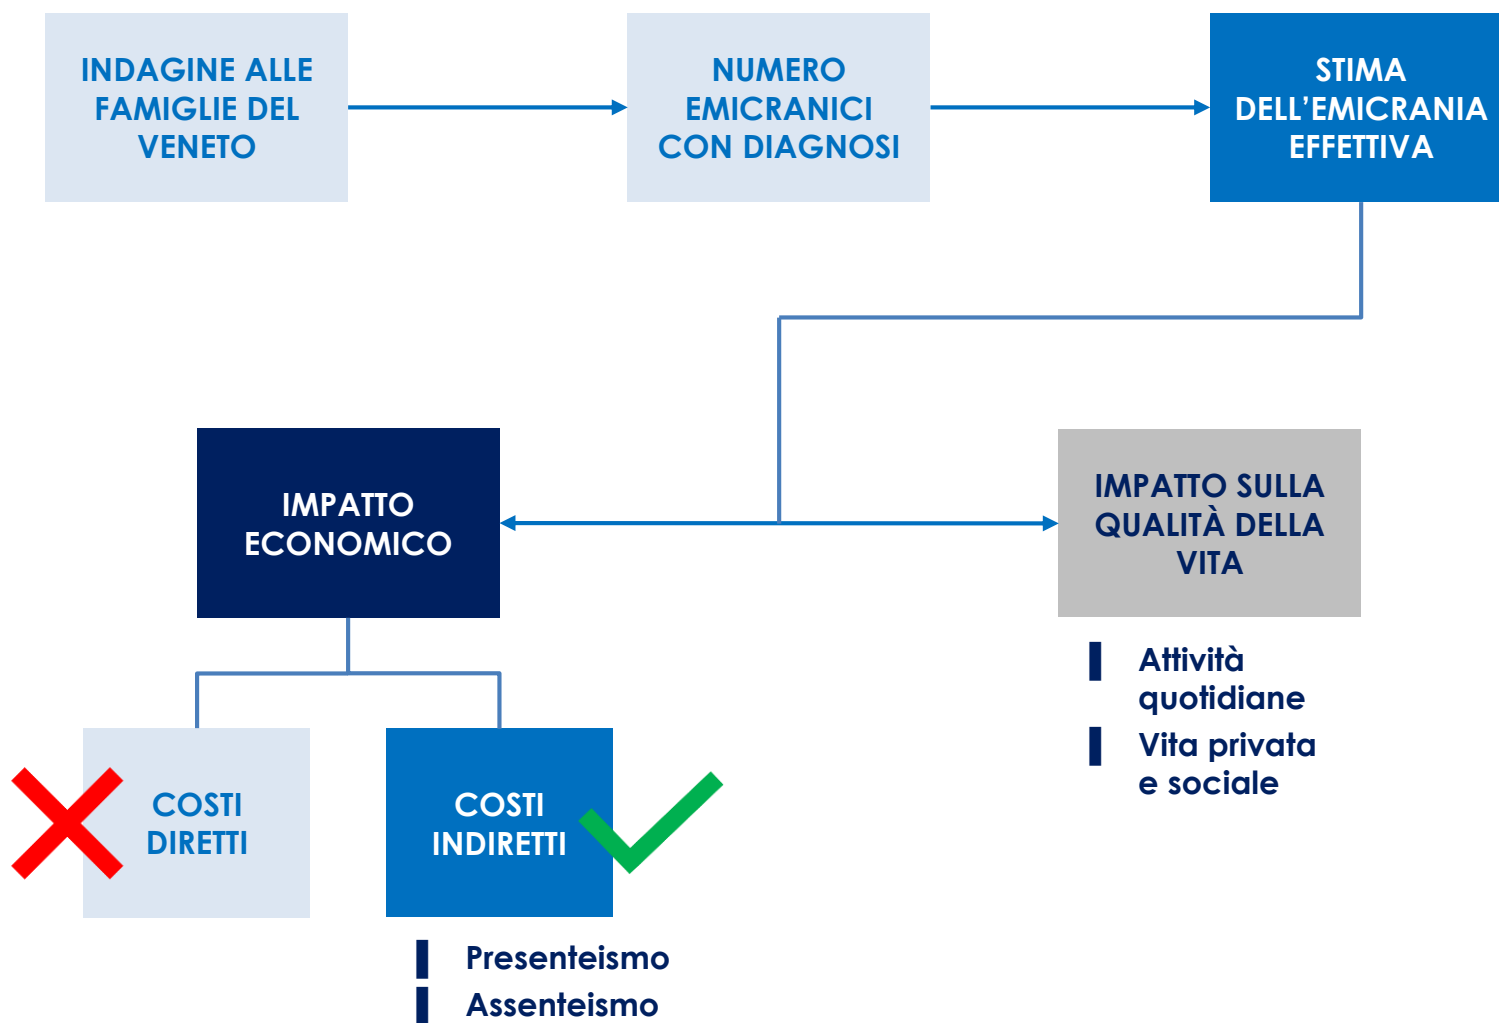 INDAGINE ALLE
FAMIGLIE DEL
VENETO
NUMERO
EMICRANICI
CON DIAGNOSI
STIMA
DELL’EMICRANIA
EFFETTIVA
IMPATTO
ECONOMICO
IMPATTO SULLA
QUALITÀ DELLA
VITA
Attività
quotidiane
Vita privata
e sociale
COSTI
DIRETTI
COSTI
INDIRETTI
Presenteismo
Assenteismo